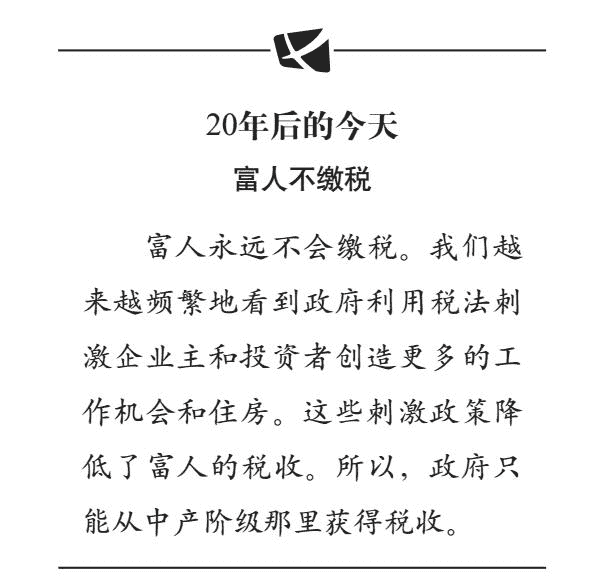 20年后的今天
富人不缴税
富人永远不会缴税。我们越
来越频繁地看到政府利用税法刺
激企业主和投资者创造更多的工
作机会和住房。这些刺激政策降
低了富人的税收。所以，政府只
能从中产阶级那里获得税收。